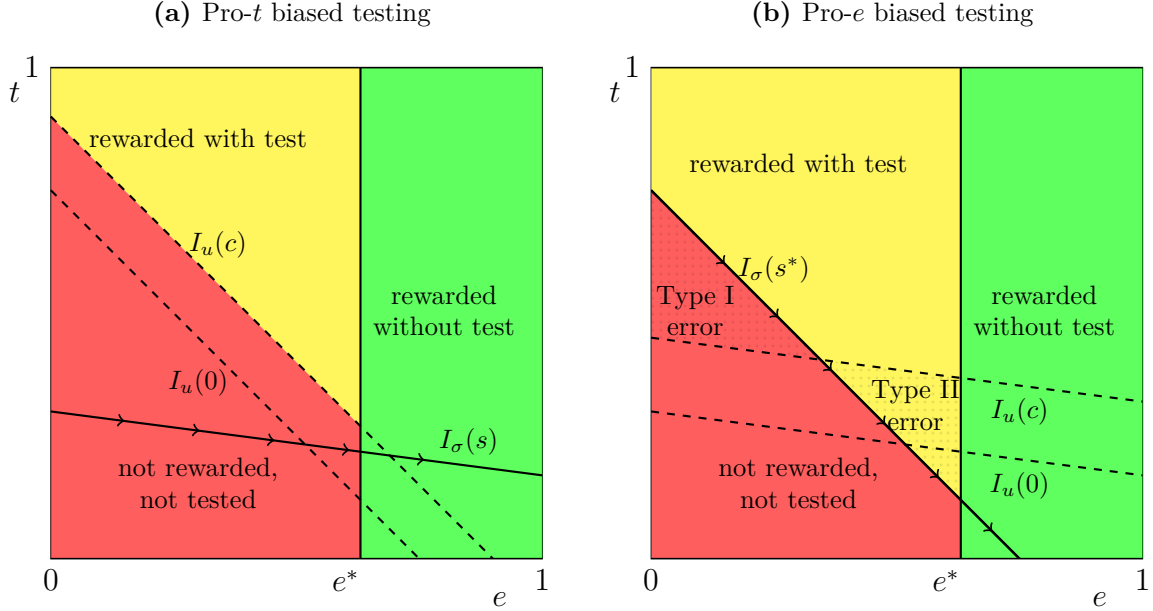 (a) Pro-t biased testing
1
t
rewarded with test
I_u(c)
rewarded
without test
I_u(0)
I_σ(s)
not rewarded,
not tested
0
e*
e
1
(b) Pro-e biased testing
1
t
rewarded with test
I_σ(s*)
Type I
error
rewarded
without test
Type II
error
I_u(c)
not rewarded,
not tested
I_u(0)
0
e*
e
1